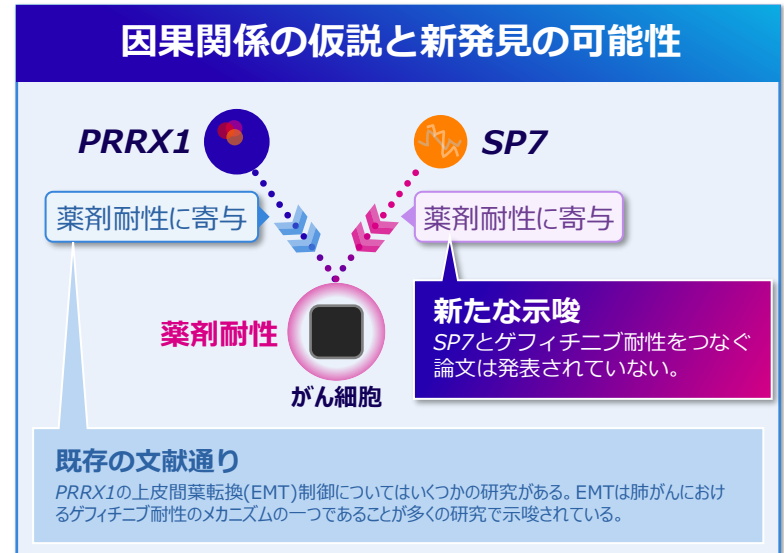 因果関係の仮説と新発見の可能性
PRRX1
SP7
薬剤耐性に寄与
薬剤耐性に寄与
新たな示唆
SP7とゲフィチニブ耐性をつなぐ
論文は発表されていない。
薬剤耐性
がん細胞
既存の文献通り
PRRX1の上皮間葉転換(EMT)制御についてはいくつかの研究がある。EMTは肺がんにおけ
るゲフィチニブ耐性のメカニズムの一つであることが多くの研究で示唆されている。